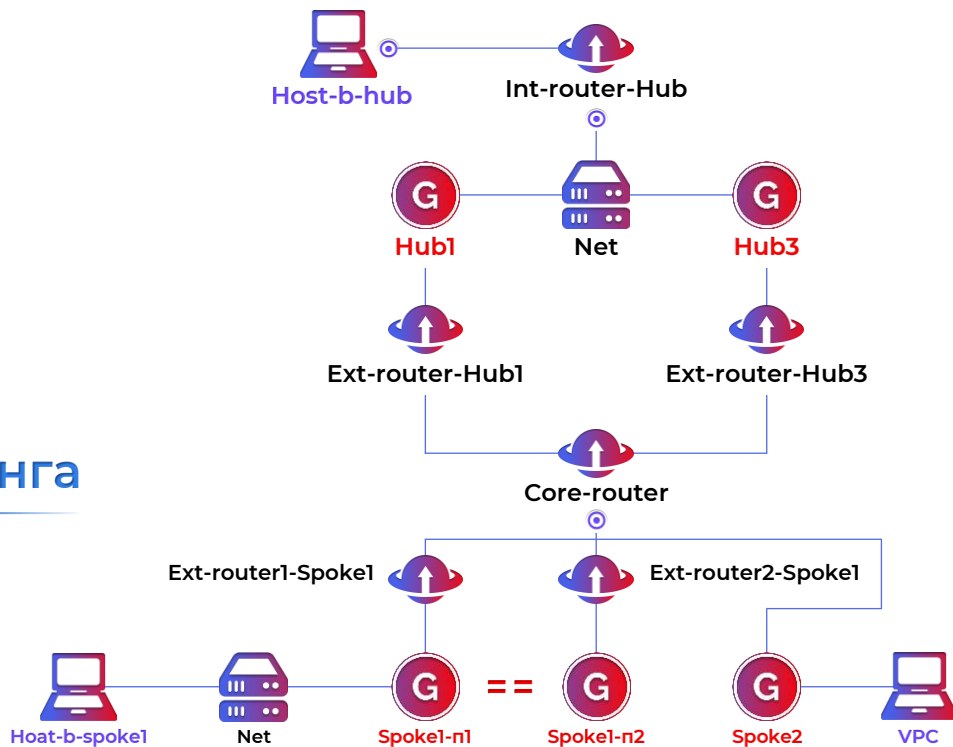 Host-b-hub
Int-router-Hub
G
G
Hub1
Net
Hub3
Ext-router-Hub1
Ext-router-Hub3
нга
Core-router
Ext-router1-Spoke1
Ext-router2-Spoke1
G
==
G
G
Hoat-b-spoke1
Net
Spoke1-п1
Spoke1-п2
Spoke2
VPC